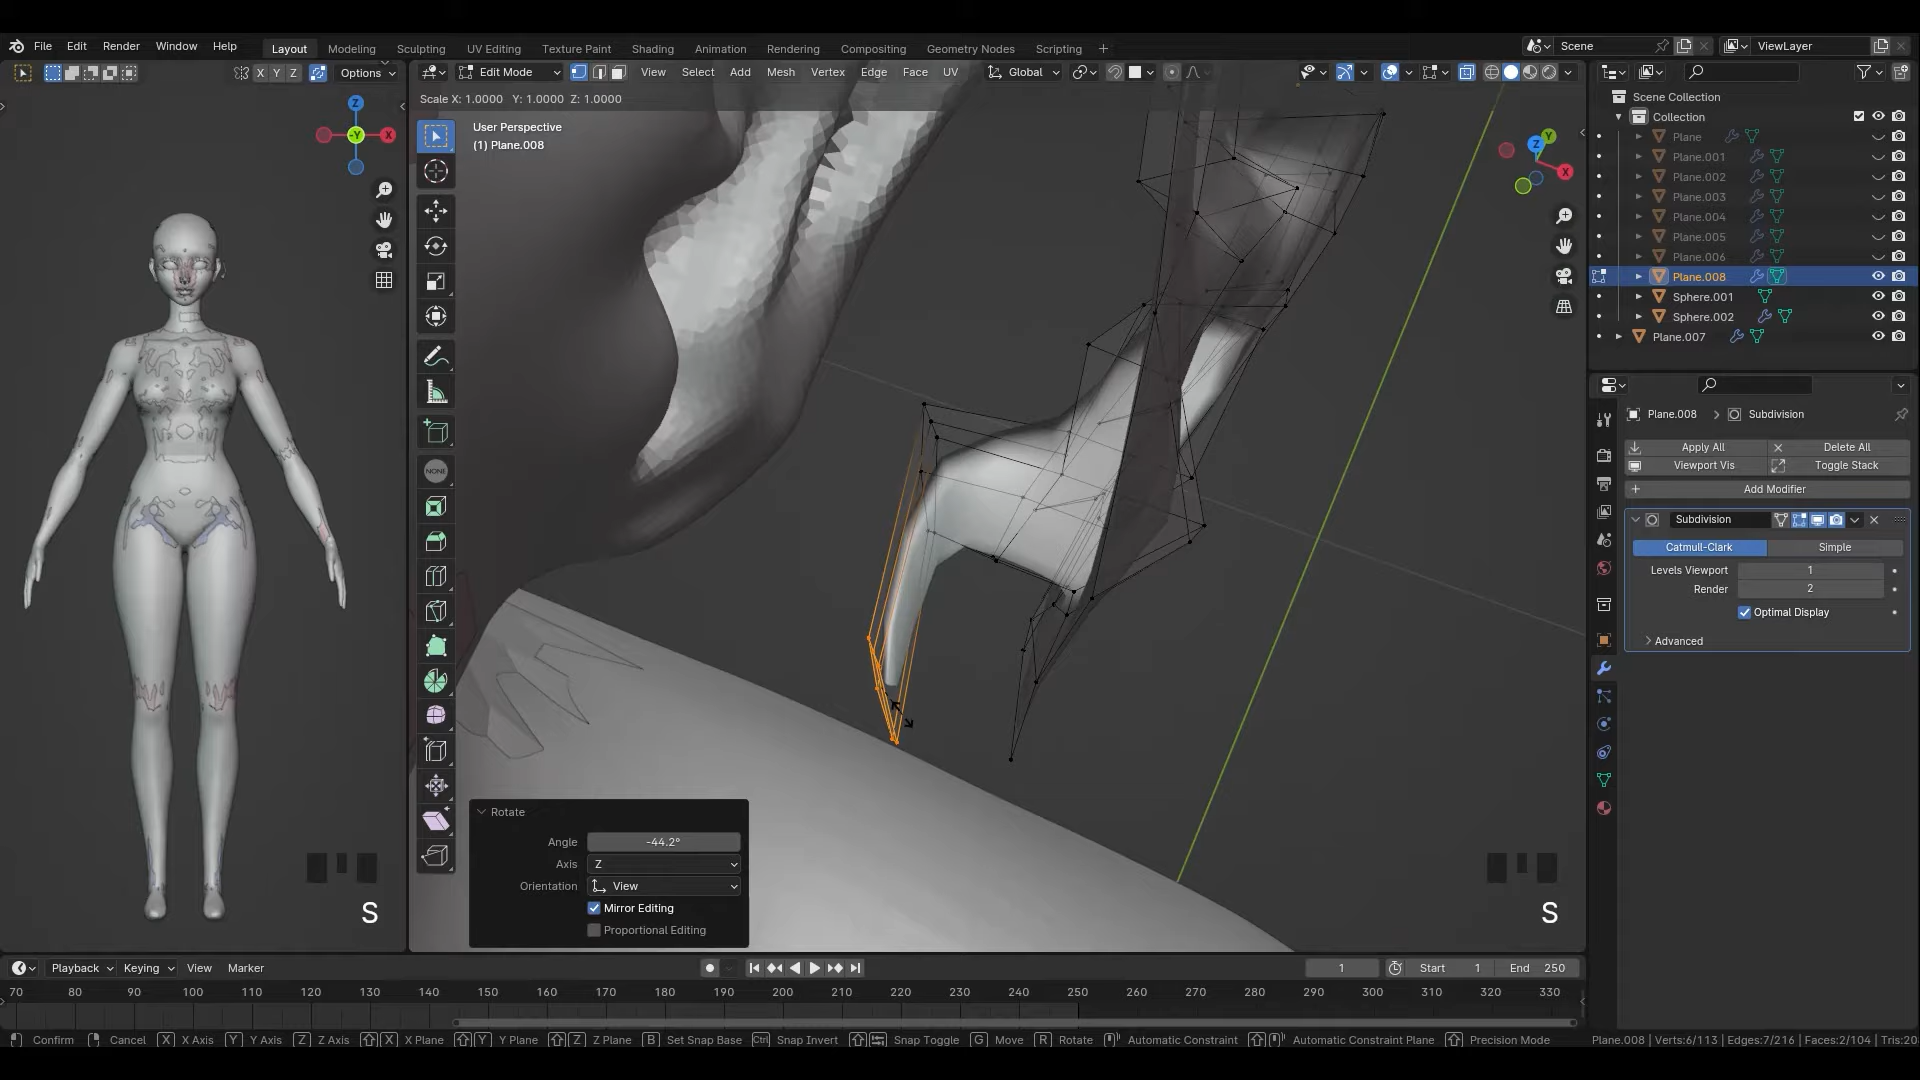 File Edit Render Window Help Layout Modeling Sculpting UV Editing Texture Paint Shading Animation Rendering Compositing Geometry Nodes Scripting + Scene ViewLayer
X Y Z Options Edit Mode View Select Add Mesh Vertex Edge Face UV Global
Scale X: 1.0000 Y: 1.0000 Z: 1.0000
User Perspective
(1) Plane.008
Z
-Y X
Y
Z
X
NONE
Scene Collection
Collection
Plane
Plane.001
Plane.002
Plane.003
Plane.004
Plane.005
Plane.006
Plane.008
Sphere.001
Sphere.002
Plane.007
Plane.008 > Subdivision
Apply All Delete All
Viewport Vis Toggle Stack
Add Modifier
Subdivision
Catmull-Clark Simple
Levels Viewport 1
Render 2
Optimal Display
Advanced
Rotate
Angle -44.2°
Axis Z
Orientation View
Mirror Editing
Proportional Editing
S
S
Playback Keying View Marker 1 Start 1 End 250
70 80 90 100 110 120 130 140 150 160 170 180 190 200 210 220 230 240 250 260 270 280 290 300 310 320 330
Confirm Cancel X X Axis Y Y Axis Z Z Axis X X Plane Y Y Plane Z Z Plane B Set Snap Base Ctrl Snap Invert Snap Toggle G Move R Rotate Automatic Constraint Automatic Constraint Plane Precision Mode Plane.008 | Verts:6/113 | Edges:7/216 | Faces:2/104 | Tris:20